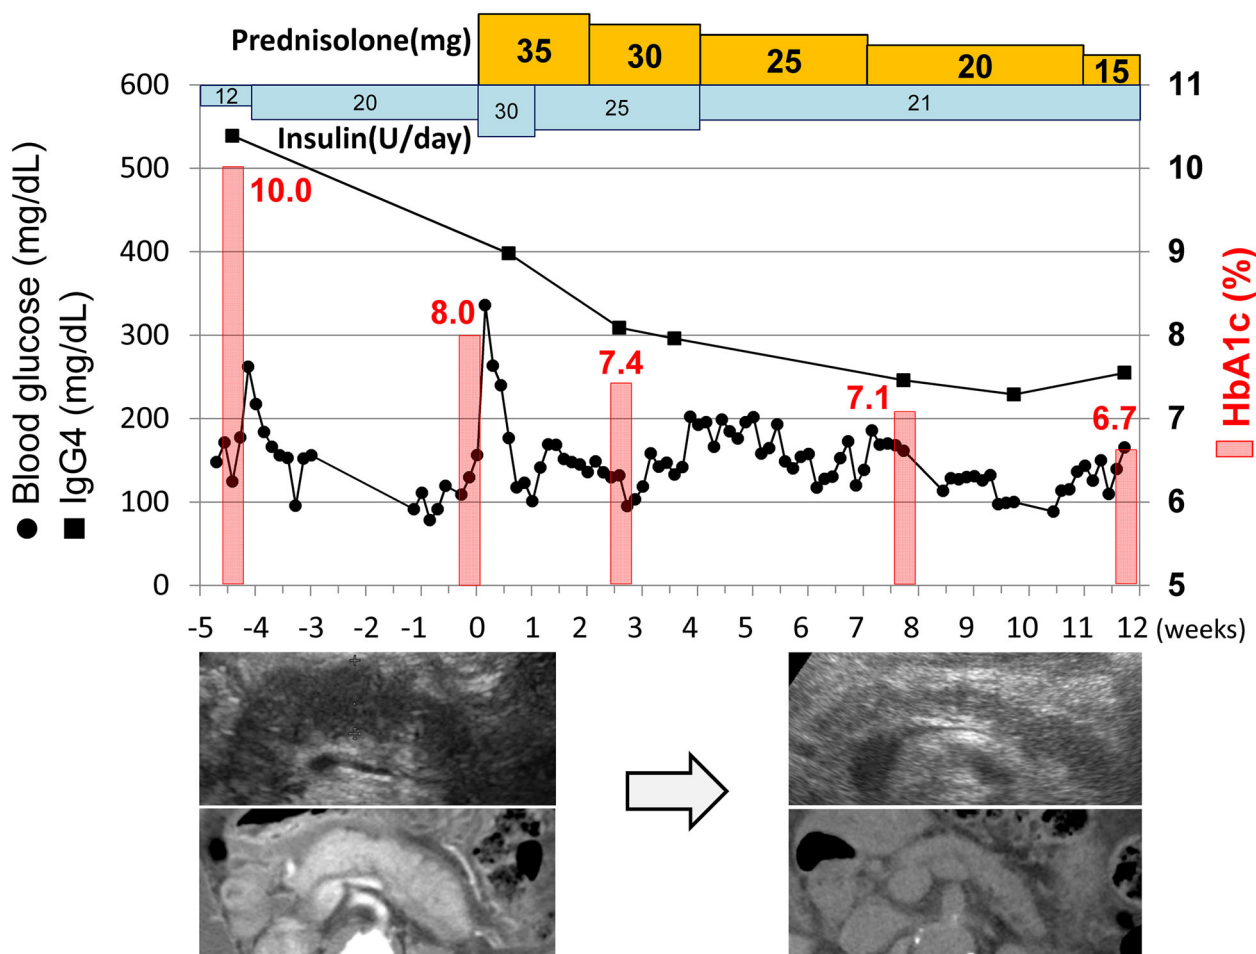 Prednisolone(mg)
35 30 25 20 15
12 20 30 25 21
Insulin(U/day)
600 11
500 10
400 9
300 8
200 7
100 6
0 5
10.0
8.0
7.4
7.1
6.7
Blood glucose (mg/dL)
IgG4 (mg/dL)
HbA1c (%)
-5 -4 -3 -2 -1 0 1 2 3 4 5 6 7 8 9 10 11 12 (weeks)